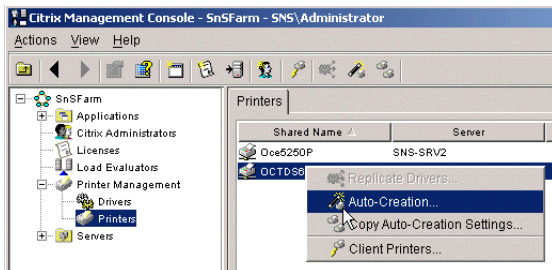 Citrix Management Console - SnSFarm - SNS\Administrator
Actions View Help
SnSFarm
Applications
Citrix Administrators
Licenses
Load Evaluators
Printer Management
Drivers
Printers
Servers
Printers
Shared Name Server
Oce5250P SNS-SRV2
OCTDS6
Replicate Drivers...
Auto-Creation...
Copy Auto-Creation Settings...
Client Printers...